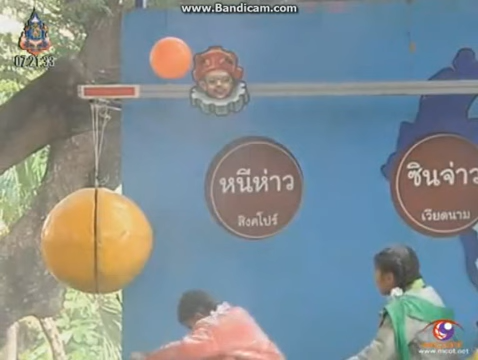 www.Bandicam.com
07:21:33
หนีห่าว
สิงคโปร์
ซินจ่าว
เวียดนาม
www.mcot.net